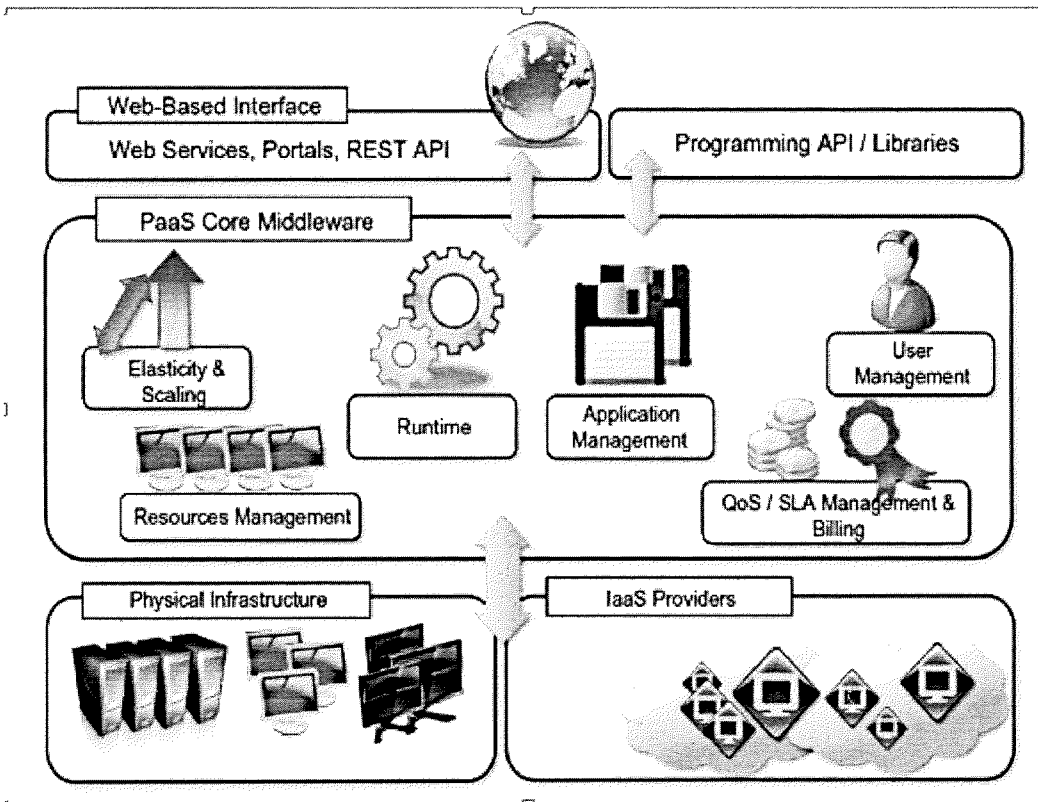 Web-Based Interface
Web Services, Portals, REST API
Programming API / Libraries
PaaS Core Middleware
Elasticity &
Scaling
Runtime
Application
Management
User
Management
Resources Management
QoS / SLA Management &
Billing
Physical Infrastructure
IaaS Providers